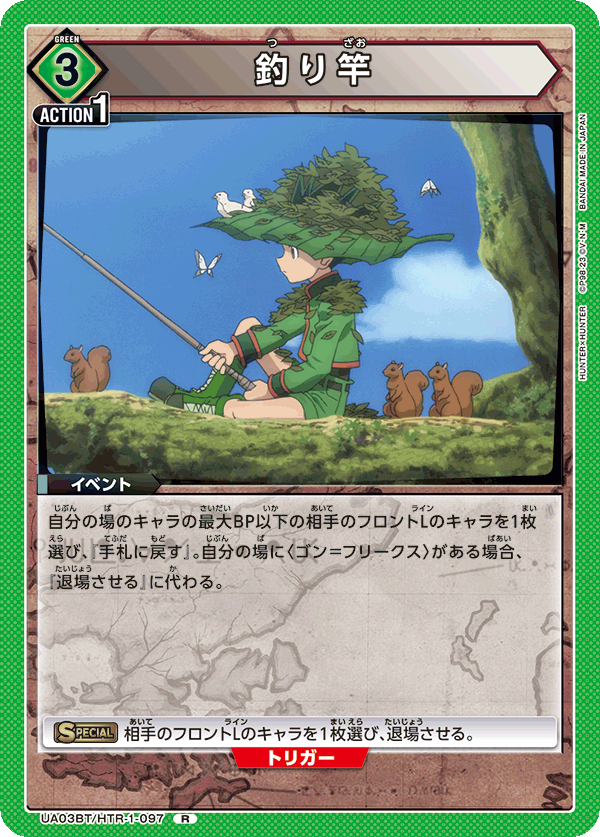 GREEN
3
釣り竿
ACTION 1
HUNTER×HUNTER ©P98-23 ©V・N・M BANDAI MADE IN JAPAN
イベント
自分の場のキャラの最大BP以下の相手のフロントLのキャラを1枚
選び、『手札に戻す』。自分の場に〈ゴン=フリークス〉がある場合、
『退場させる』に代わる。
SPECIAL 相手のフロントLのキャラを1枚選び、退場させる。
トリガー
UA03BT/HTR-1-097 R